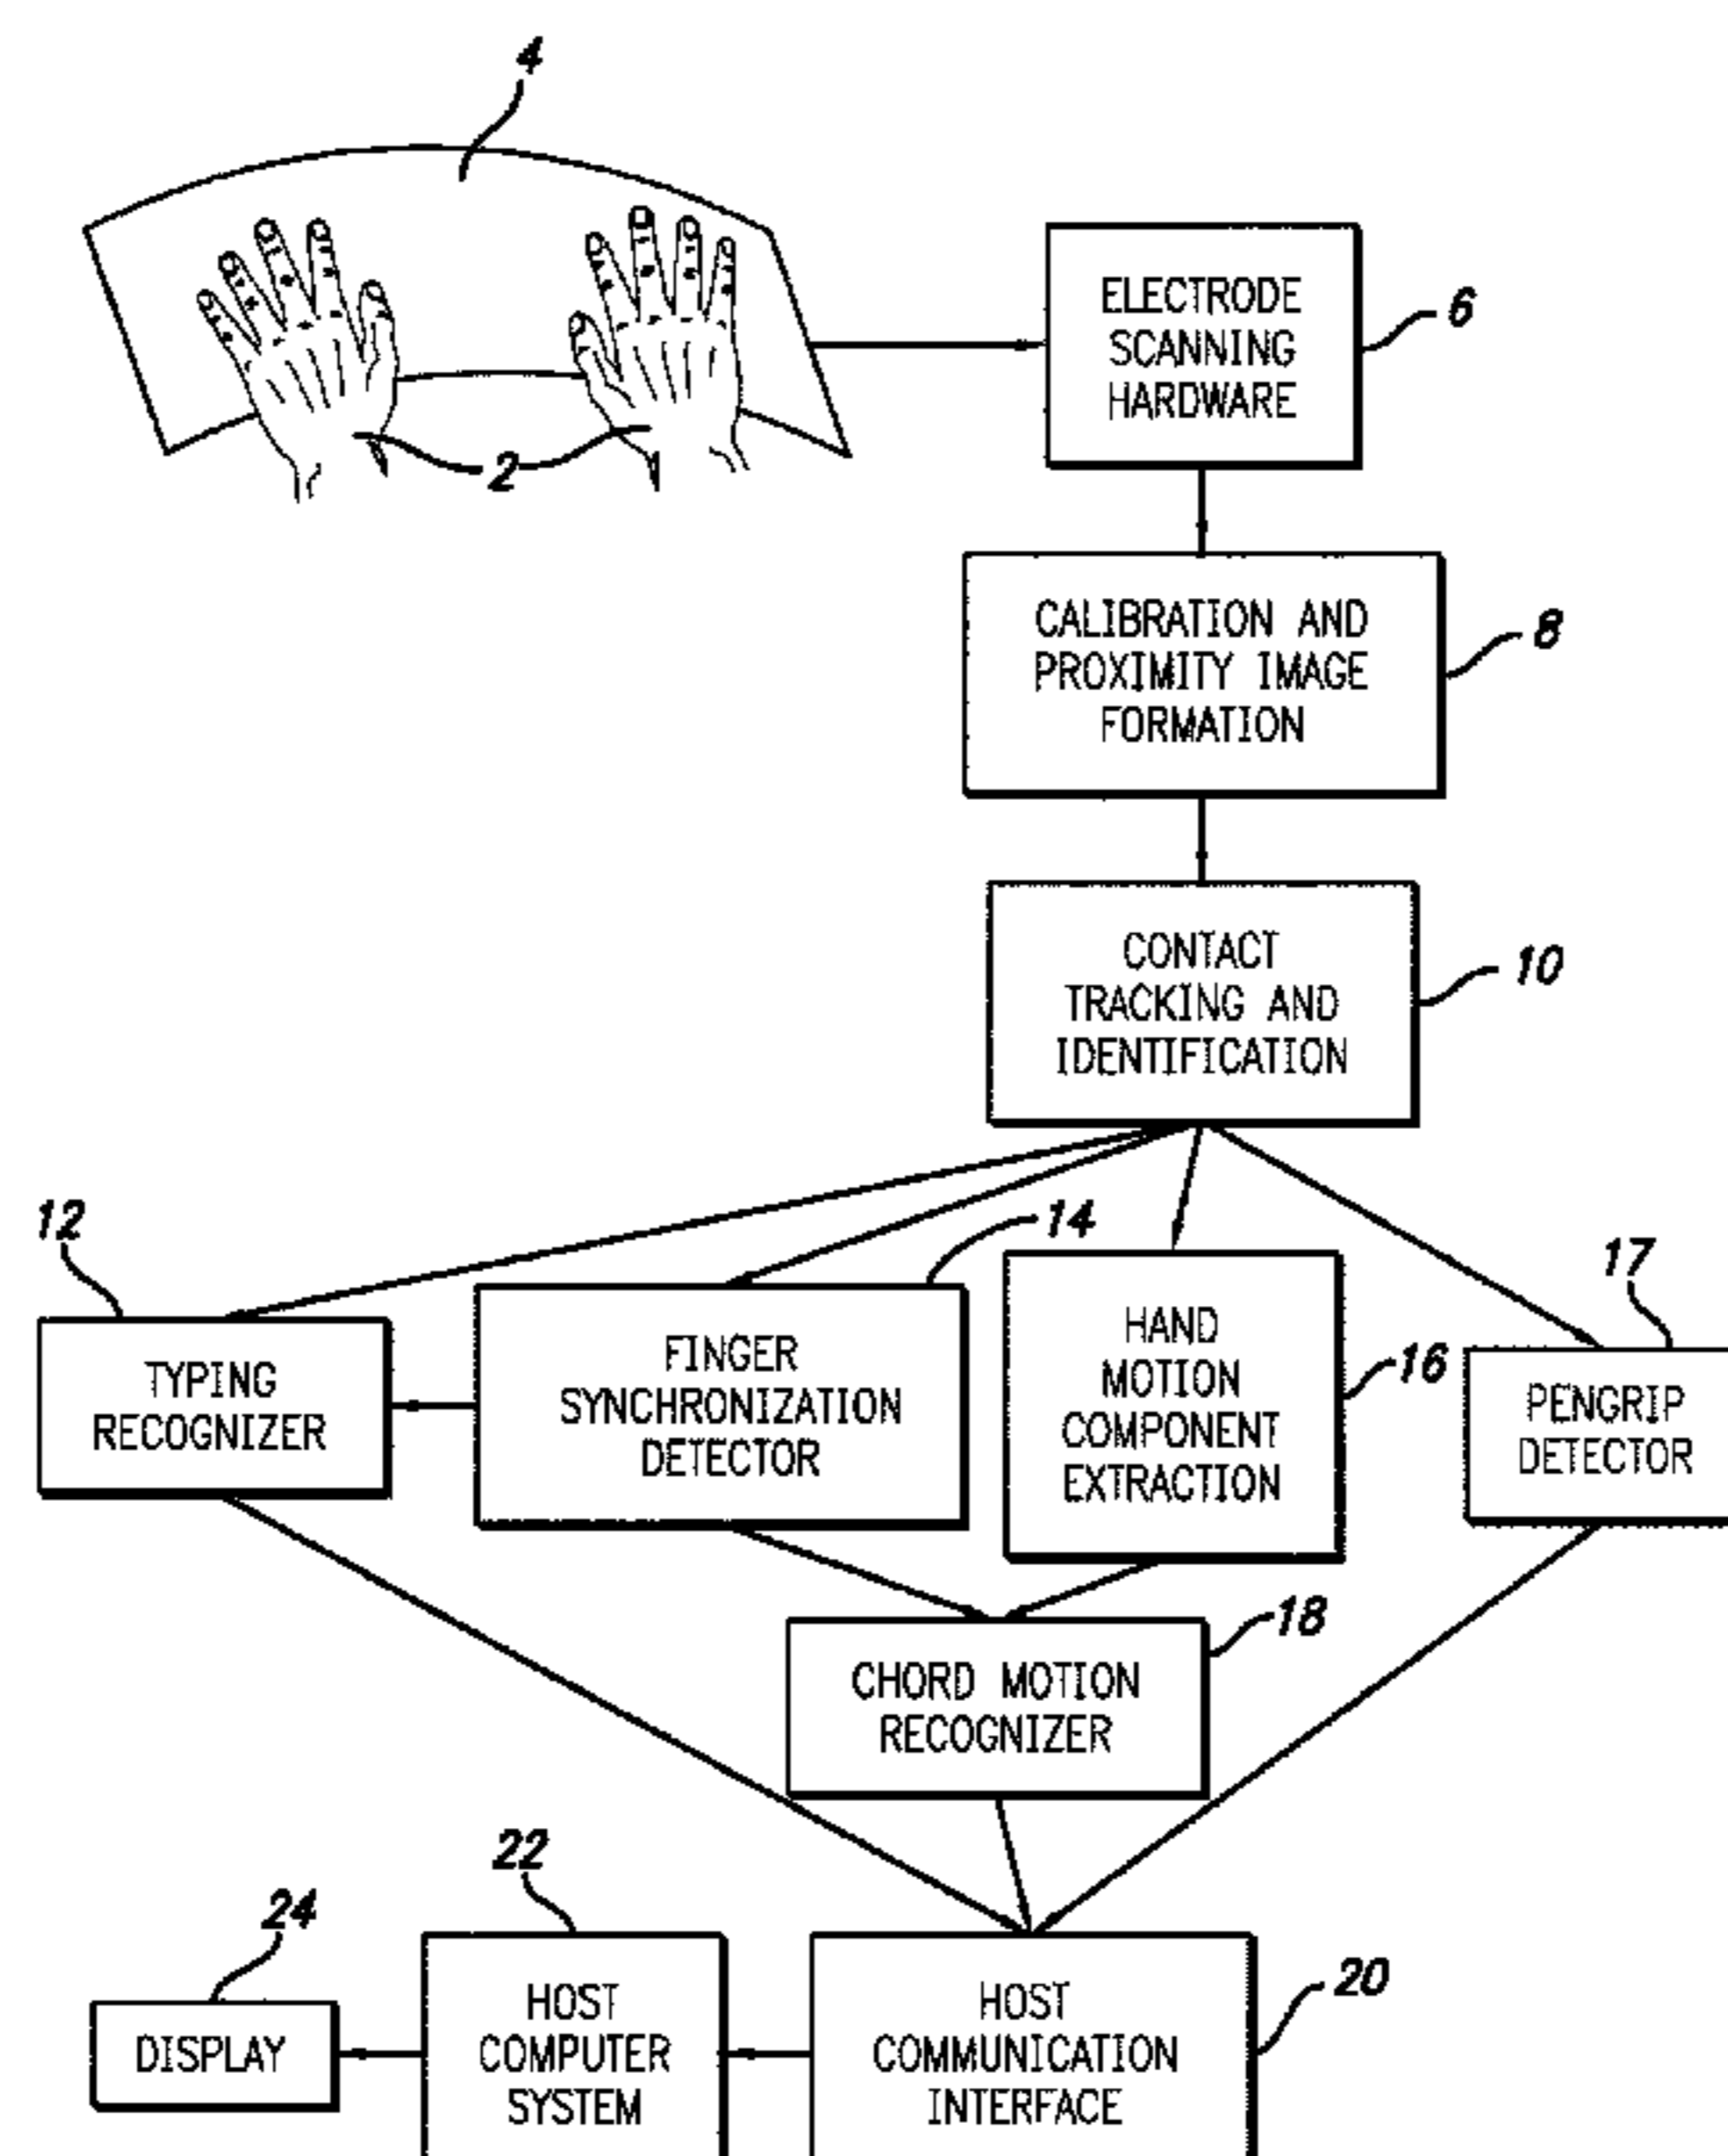 4
2
ELECTRODE
SCANNING
HARDWARE
6
CALIBRATION AND
PROXIMITY IMAGE
FORMATION
8
CONTACT
TRACKING AND
IDENTIFICATION
10
12
TYPING
RECOGNIZER
14
FINGER
SYNCHRONIZATION
DETECTOR
HAND
MOTION
COMPONENT
EXTRACTION
16
17
PENGRIP
DETECTOR
18
CHORD MOTION
RECOGNIZER
24
DISPLAY
22
HOST
COMPUTER
SYSTEM
HOST
COMMUNICATION
INTERFACE
20